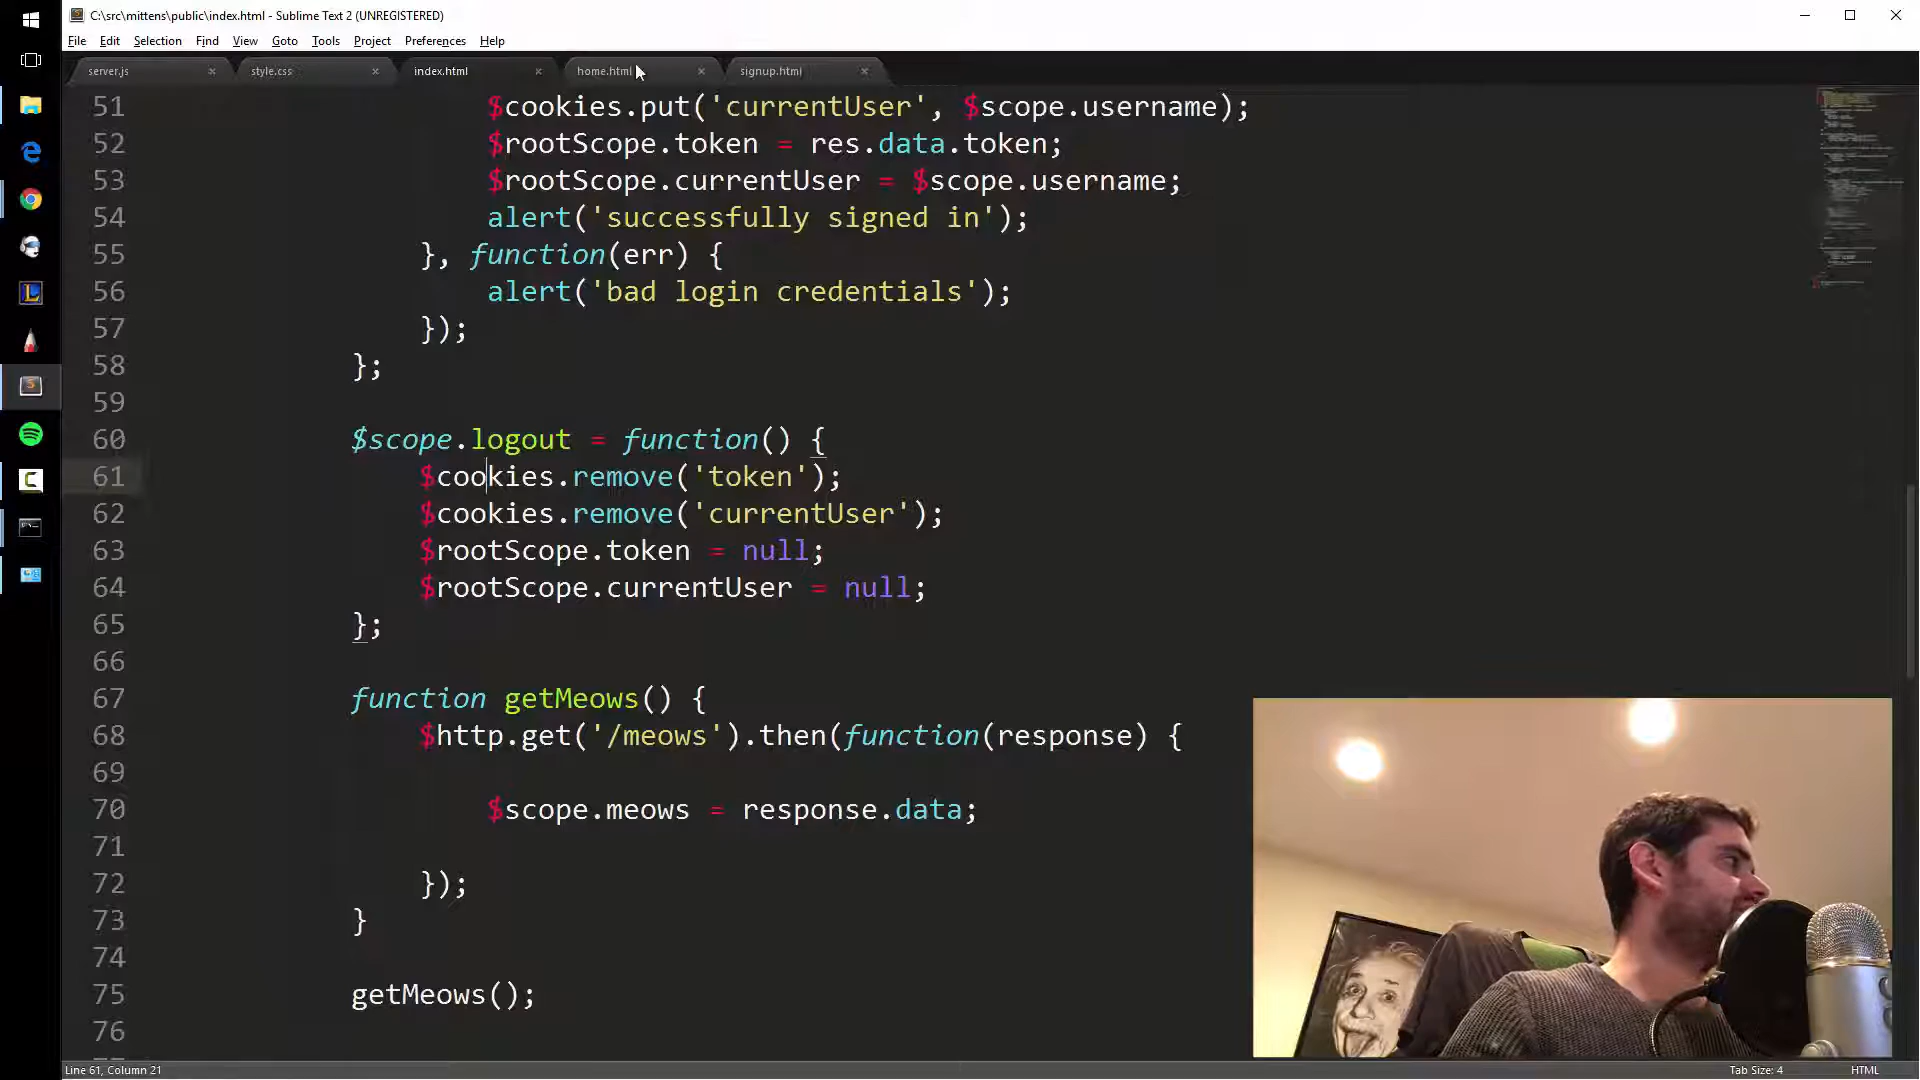 C:\src\mittens\public\index.html - Sublime Text 2 (UNREGISTERED)
File Edit Selection Find View Goto Tools Project Preferences Help
server.js style.css index.html home.html signup.html
51 $cookies.put('currentUser', $scope.username);
52 $rootScope.token = res.data.token;
53 $rootScope.currentUser = $scope.username;
54 alert('successfully signed in');
55 }, function(err) {
56 alert('bad login credentials');
57 });
58 };
59
60 $scope.logout = function() {
61 $cookies.remove('token');
62 $cookies.remove('currentUser');
63 $rootScope.token = null;
64 $rootScope.currentUser = null;
65 };
66
67 function getMeows() {
68 $http.get('/meows').then(function(response) {
69
70 $scope.meows = response.data;
71
72 });
73 }
74
75 getMeows();
76
Line 61, Column 21
Tab Size: 4
HTML